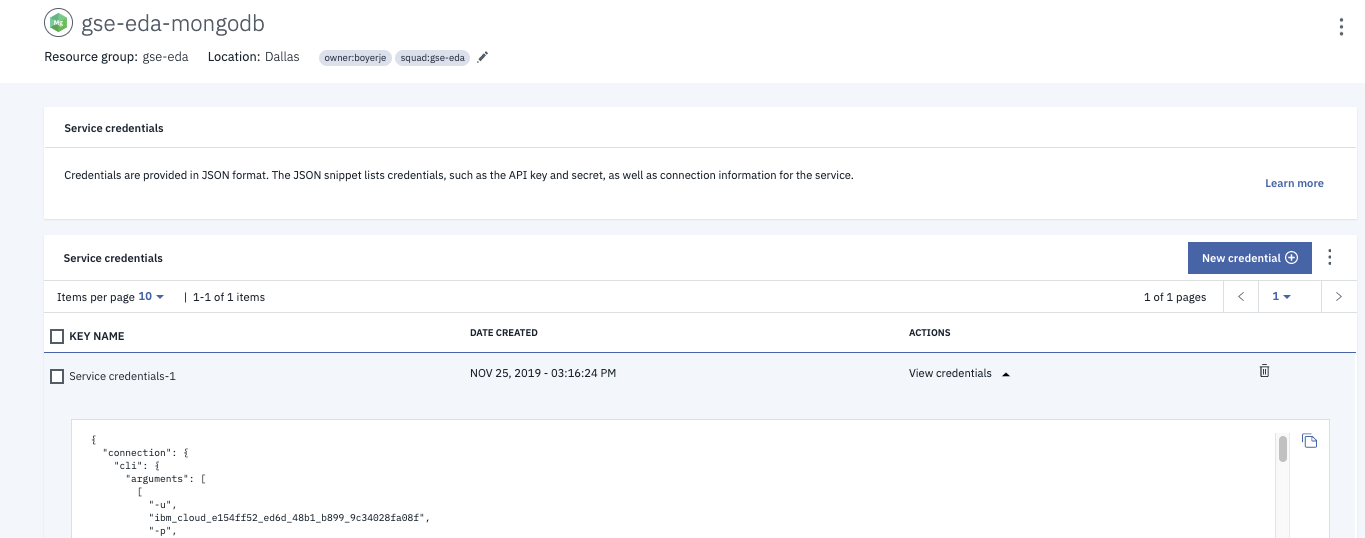 Mg gse-eda-mongodb
Resource group: gse-eda Location: Dallas owner:boyerje squad:gse-eda
Service credentials
Credentials are provided in JSON format. The JSON snippet lists credentials, such as the API key and secret, as well as connection information for the service.
Learn more
Service credentials New credential
Items per page 10 | 1-1 of 1 items 1 of 1 pages 1
KEY NAME DATE CREATED ACTIONS
Service credentials-1 NOV 25, 2019 - 03:16:24 PM View credentials
{
"connection": {
"cli": {
"arguments": [
[
"-u",
"ibm_cloud_e154ff52_ed6d_48b1_b899_9c34028fa08f",
"-p",